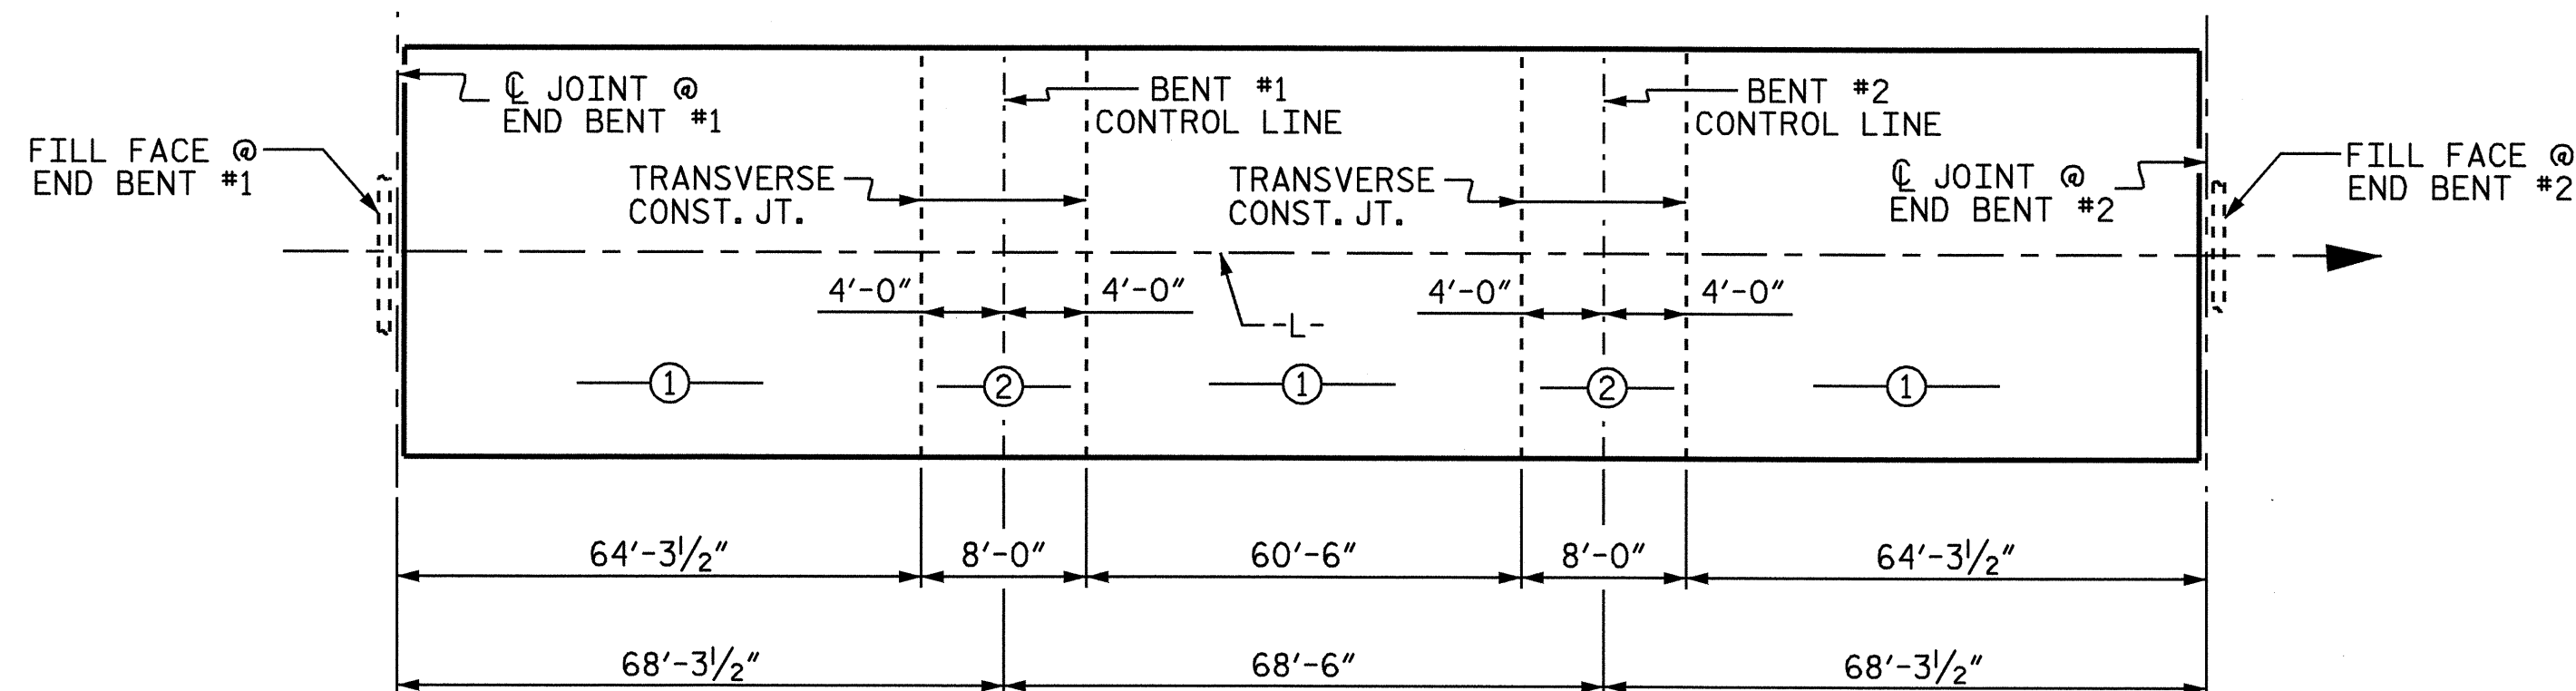 ℄ JOINT @
END BENT #1
BENT #1
CONTROL LINE
BENT #2
CONTROL LINE
FILL FACE @
END BENT #1
TRANSVERSE
CONST. JT.
TRANSVERSE
CONST. JT.
℄ JOINT @
END BENT #2
FILL FACE @
END BENT #2
4'-0" 4'-0" 4'-0" 4'-0"
-L-
1 2 1 2 1
64'-3½" 8'-0" 60'-6" 8'-0" 64'-3½"
68'-3½" 68'-6" 68'-3½"